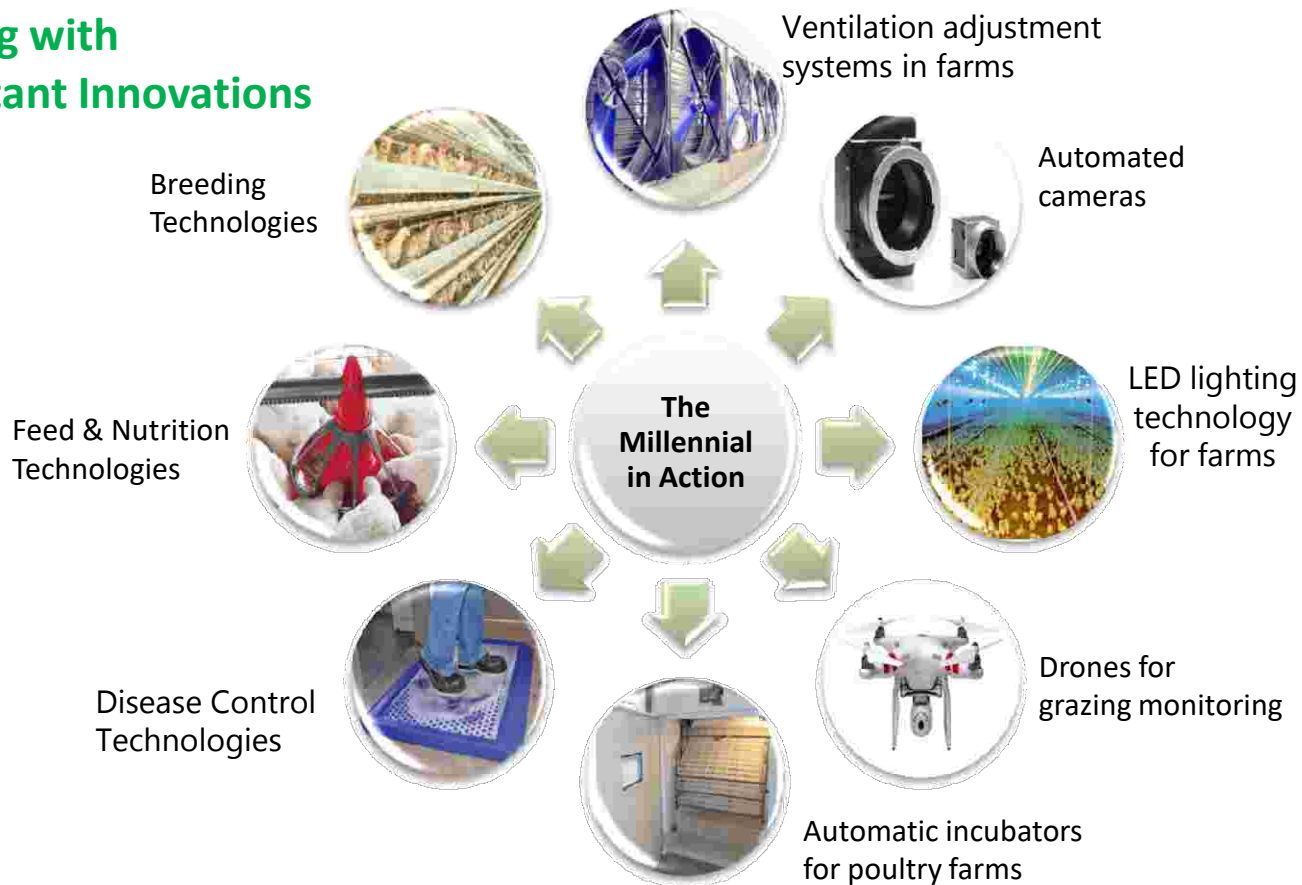 with
Innovations
Ventilation adjustment
systems in farms
Automated
cameras
LED lighting
technology
for farms
Drones for
grazing monitoring
Automatic incubators
for poultry farms
Disease Control
Technologies
Feed & Nutrition
Technologies
Breeding
Technologies
The
Millennial
in Action